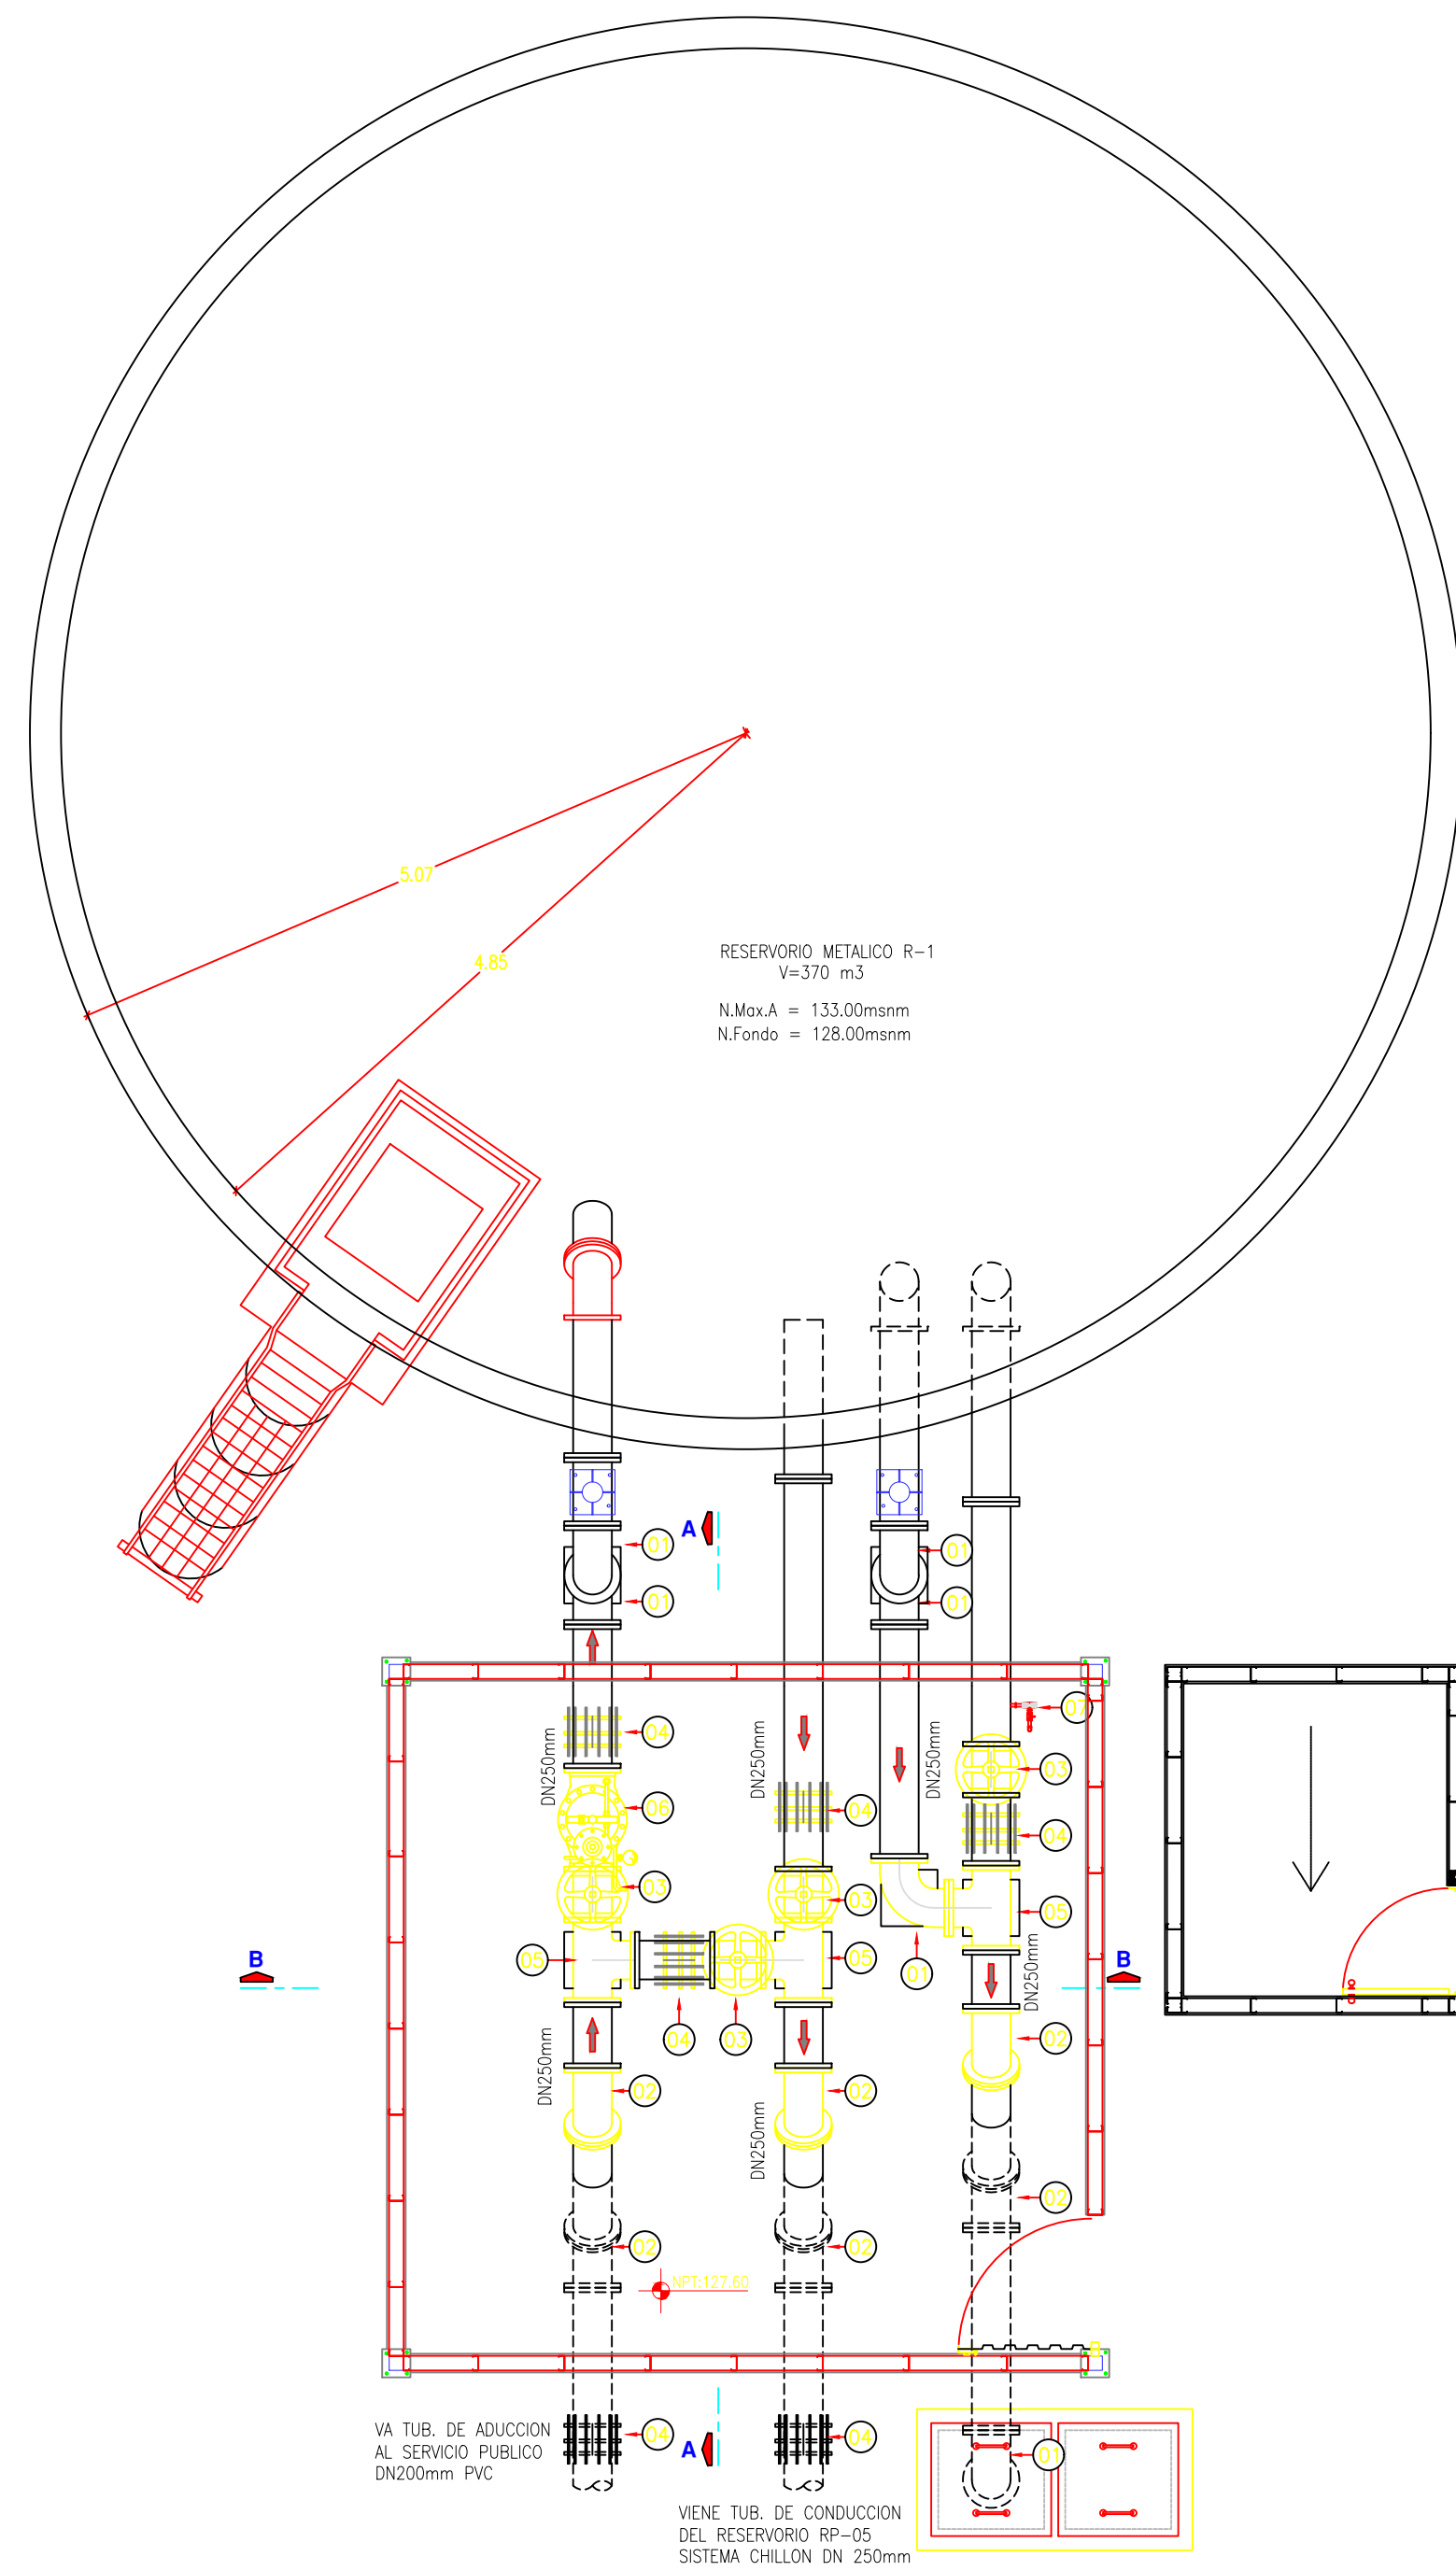 5.07
4.85
RESERVORIO METALICO R-1
V=370 m3
N.Max.A = 133.00msnm
N.Fondo = 128.00msnm
A
01
01
01
01
07
04
DN250mm
DN250mm
DN250mm
03
06
04
04
03
03
05
05
05
01
B
B
DN250mm
04
03
02
DN250mm
02
02
DN250mm
02
02
02
NPT:127.60
04
04
A
01
VA TUB. DE ADUCCION
AL SERVICIO PUBLICO
DN200mm PVC
VIENE TUB. DE CONDUCCION
DEL RESERVORIO RP-05
SISTEMA CHILLON DN 250mm